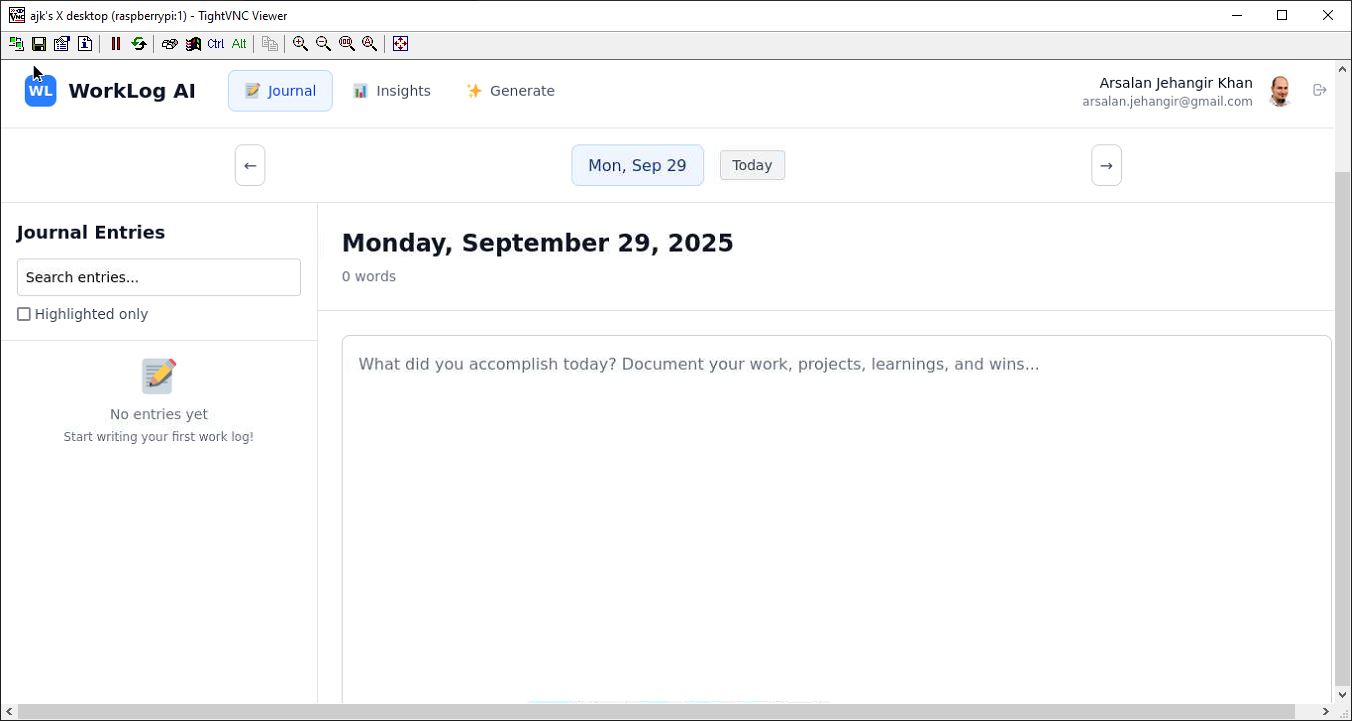 ajk's X desktop (raspberrypi:1) - TightVNC Viewer
Ctrl Alt
WL WorkLog AI
Journal
Insights
Generate
Arsalan Jehangir Khan
arsalan.jehangir@gmail.com
← Mon, Sep 29 Today →
Journal Entries
Search entries...
Highlighted only
No entries yet
Start writing your first work log!
Monday, September 29, 2025
0 words
What did you accomplish today? Document your work, projects, learnings, and wins...